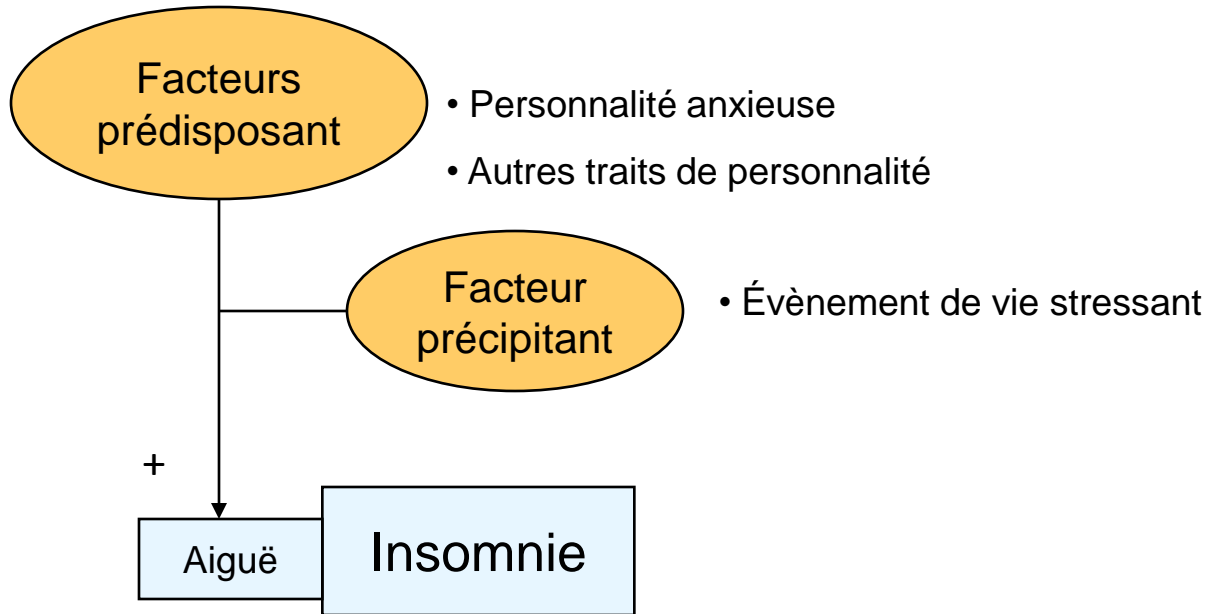 Facteurs
prédisposant
• Personnalité anxieuse
• Autres traits de personnalité
Facteur
précipitant
• Évènement de vie stressant
+
Aiguë
Insomnie